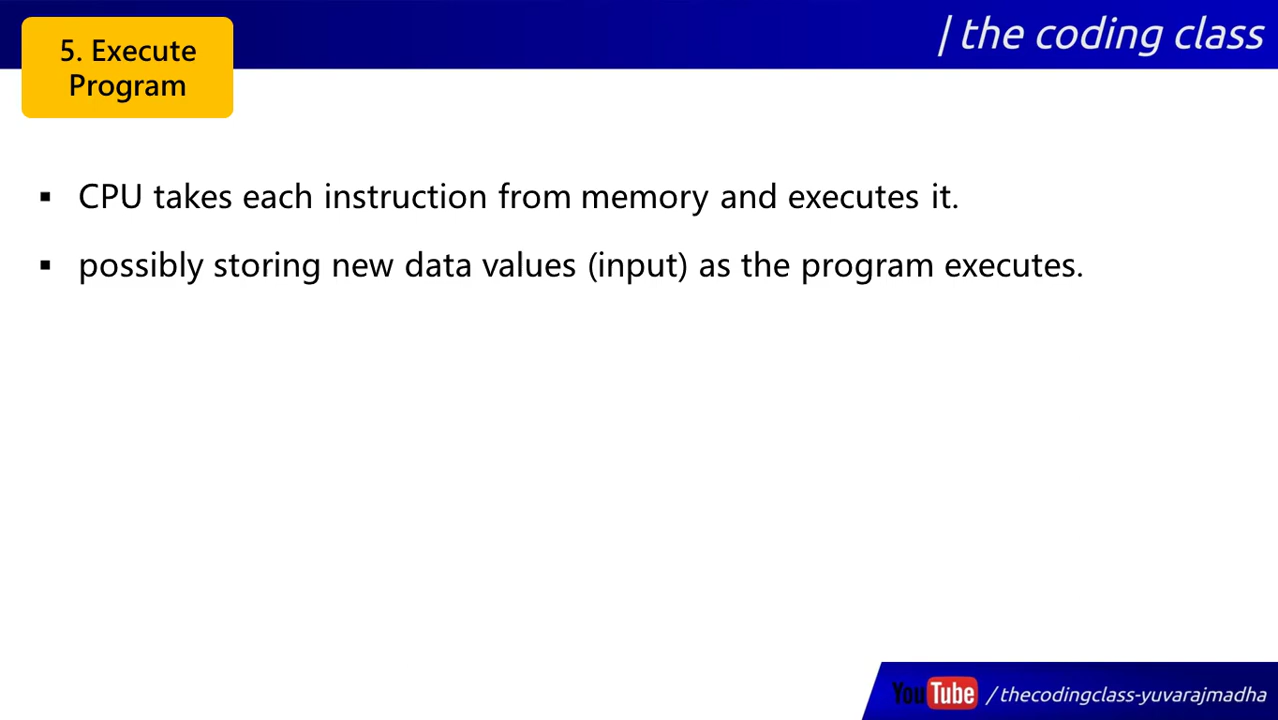 5. Execute
Program
| the coding class
▪ CPU takes each instruction from memory and executes it.
▪ possibly storing new data values (input) as the program executes.
YouTube / thecodingclass-yuvarajmadha